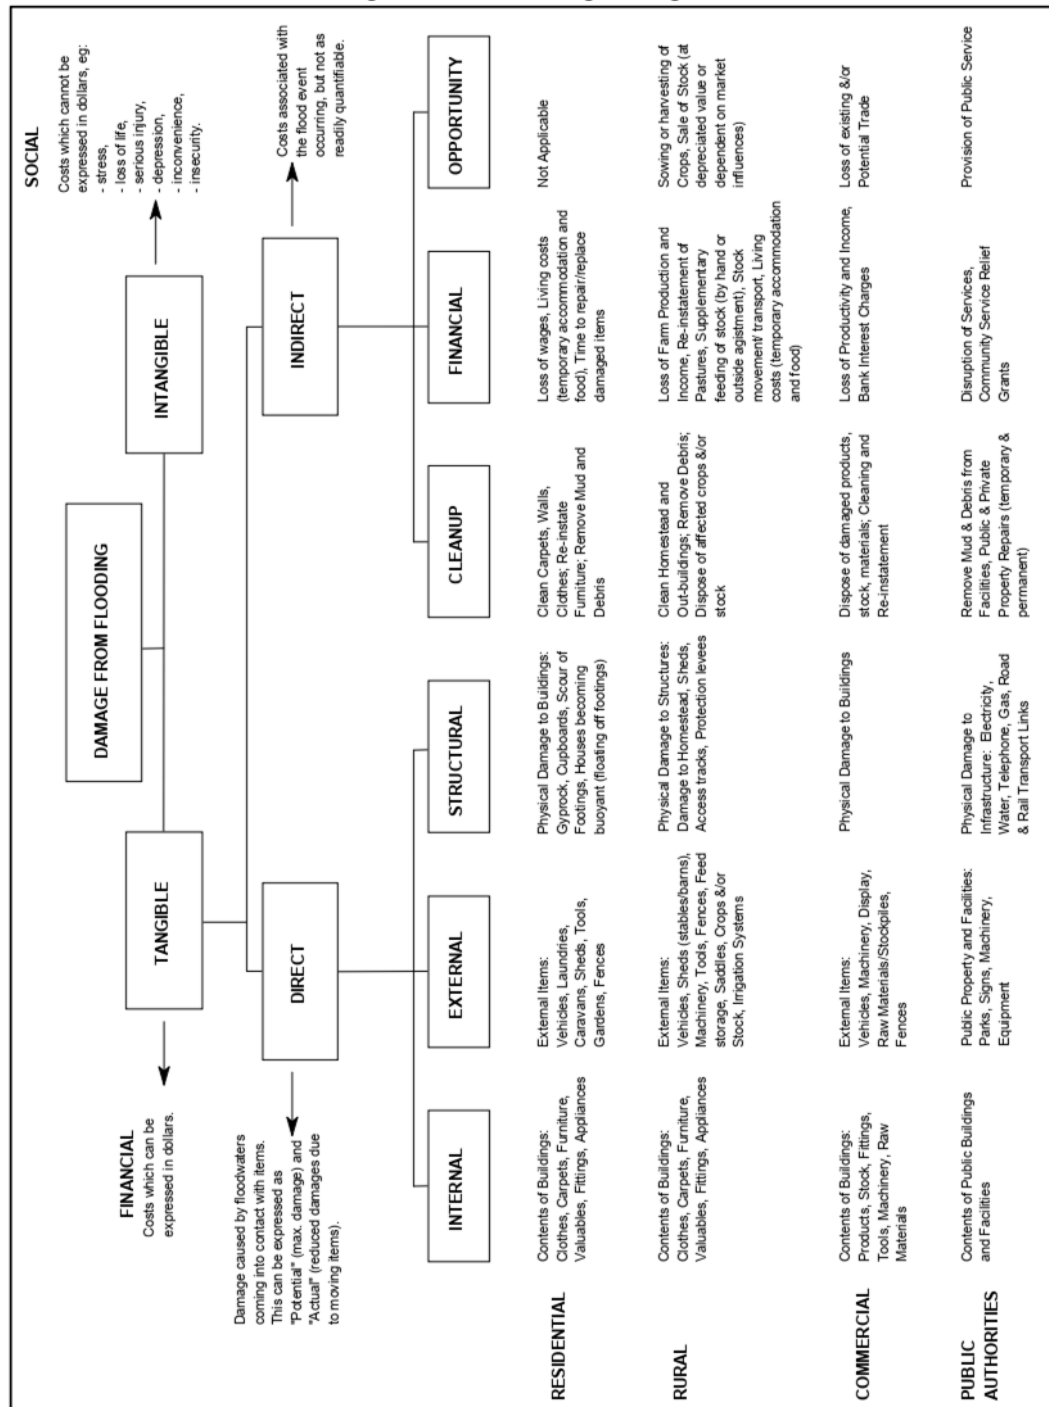 DAMAGE FROM FLOODING
FINANCIAL
Costs which can be
expressed in dollars.
TANGIBLE
INTANGIBLE
SOCIAL
Costs which cannot be
expressed in dollars, eg:
- stress,
- loss of life,
- serious injury,
- depression,
- inconvenience,
- insecurity.
Damage caused by floodwaters
coming into contact with items.
This can be expressed as
"Potential" (max. damage) and
"Actual" (reduced damages due
to moving items).
DIRECT
INDIRECT
Costs associated with
the flood event
occurring, but not as
readily quantifiable.
INTERNAL
EXTERNAL
STRUCTURAL
CLEANUP
FINANCIAL
OPPORTUNITY
RESIDENTIAL
Contents of Buildings:
Clothes, Carpets, Furniture,
Valuables, Fittings, Appliances
External Items:
Vehicles, Laundries,
Caravans, Sheds, Tools,
Gardens, Fences
Physical Damage to Buildings:
Gyprock, Cupboards, Scour of
Footings, Houses becoming
buoyant (floating off footings)
Clean Carpets, Walls,
Clothes; Re-instate
Furniture; Remove Mud and
Debris
Loss of wages, Living costs
(temporary accommodation and
food), Time to repair/replace
damaged items
Not Applicable
RURAL
Contents of Buildings:
Clothes, Carpets, Furniture,
Valuables, Fittings, Appliances
External Items:
Vehicles, Sheds (stables/barns),
Machinery, Tools, Fences, Feed
storage, Saddles, Crops &/or
Stock, Irrigation Systems
Physical Damage to Structures:
Damage to Homestead, Sheds,
Access tracks, Protection levees
Clean Homestead and
Out-buildings; Remove Debris;
Dispose of affected crops &/or
stock
Loss of Farm Production and
Income, Re-instatement of
Pastures, Supplementary
feeding of stock (by hand or
outside agistment), Stock
movement/ transport, Living
costs (temporary accommodation
and food)
Sowing or harvesting of
Crops, Sale of Stock (at
depreciated value or
dependent on market
influences)
COMMERCIAL
Contents of Buildings:
Products, Stock, Fittings,
Tools, Machinery, Raw
Materials
External Items:
Vehicles, Machinery, Display,
Raw Materials/Stockpiles,
Fences
Physical Damage to Buildings
Dispose of damaged products,
stock, materials; Cleaning and
Re-instatement
Loss of Productivity and Income,
Bank Interest Charges
Loss of existing &/or
Potential Trade
PUBLIC
AUTHORITIES
Contents of Public Buildings
and Facilities
Public Property and Facilities:
Parks, Signs, Machinery,
Equipment
Physical Damage to
Infrastructure: Electricity,
Water, Telephone, Gas, Road
& Rail Transport Links
Remove Mud & Debris from
Facilities, Public & Private
Property Repairs (temporary &
permanent)
Disruption of Services,
Community Service Relief
Grants
Provision of Public Service